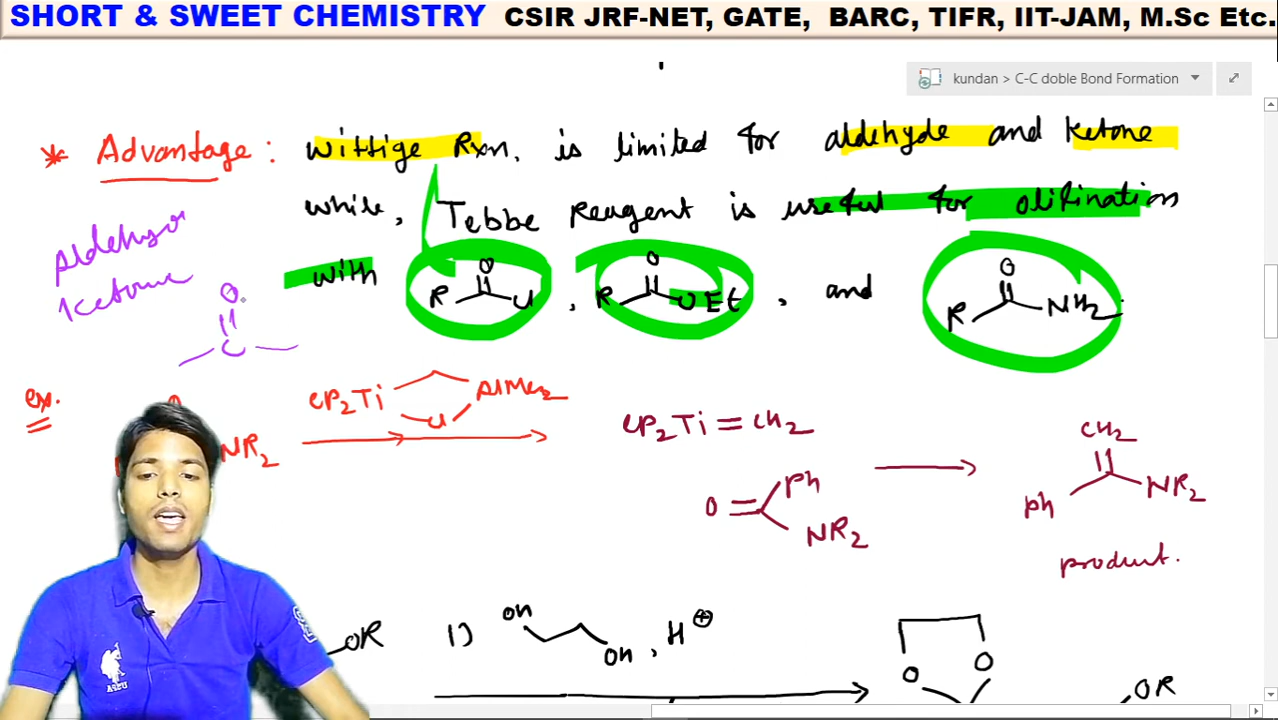 SHORT & SWEET CHEMISTRY CSIR JRF-NET, GATE, BARC, TIFR, IIT-JAM, M.Sc Etc.
kundan > C-C doble Bond Formation
* Advantage : wittige Rxn. is limited for aldehyde and Ketone
while, Tebbe Reagent is useful for olifination
with R O Cl , R O OEt , and R O NH2
Aldehyde
Ketone
O
C
ex. NR2 CP2Ti Cl AlMe2
CP2Ti=CH2
O Ph NR2
CH2
Ph NR2
product.
OR 1) OH OH , H⊕
O O
OR